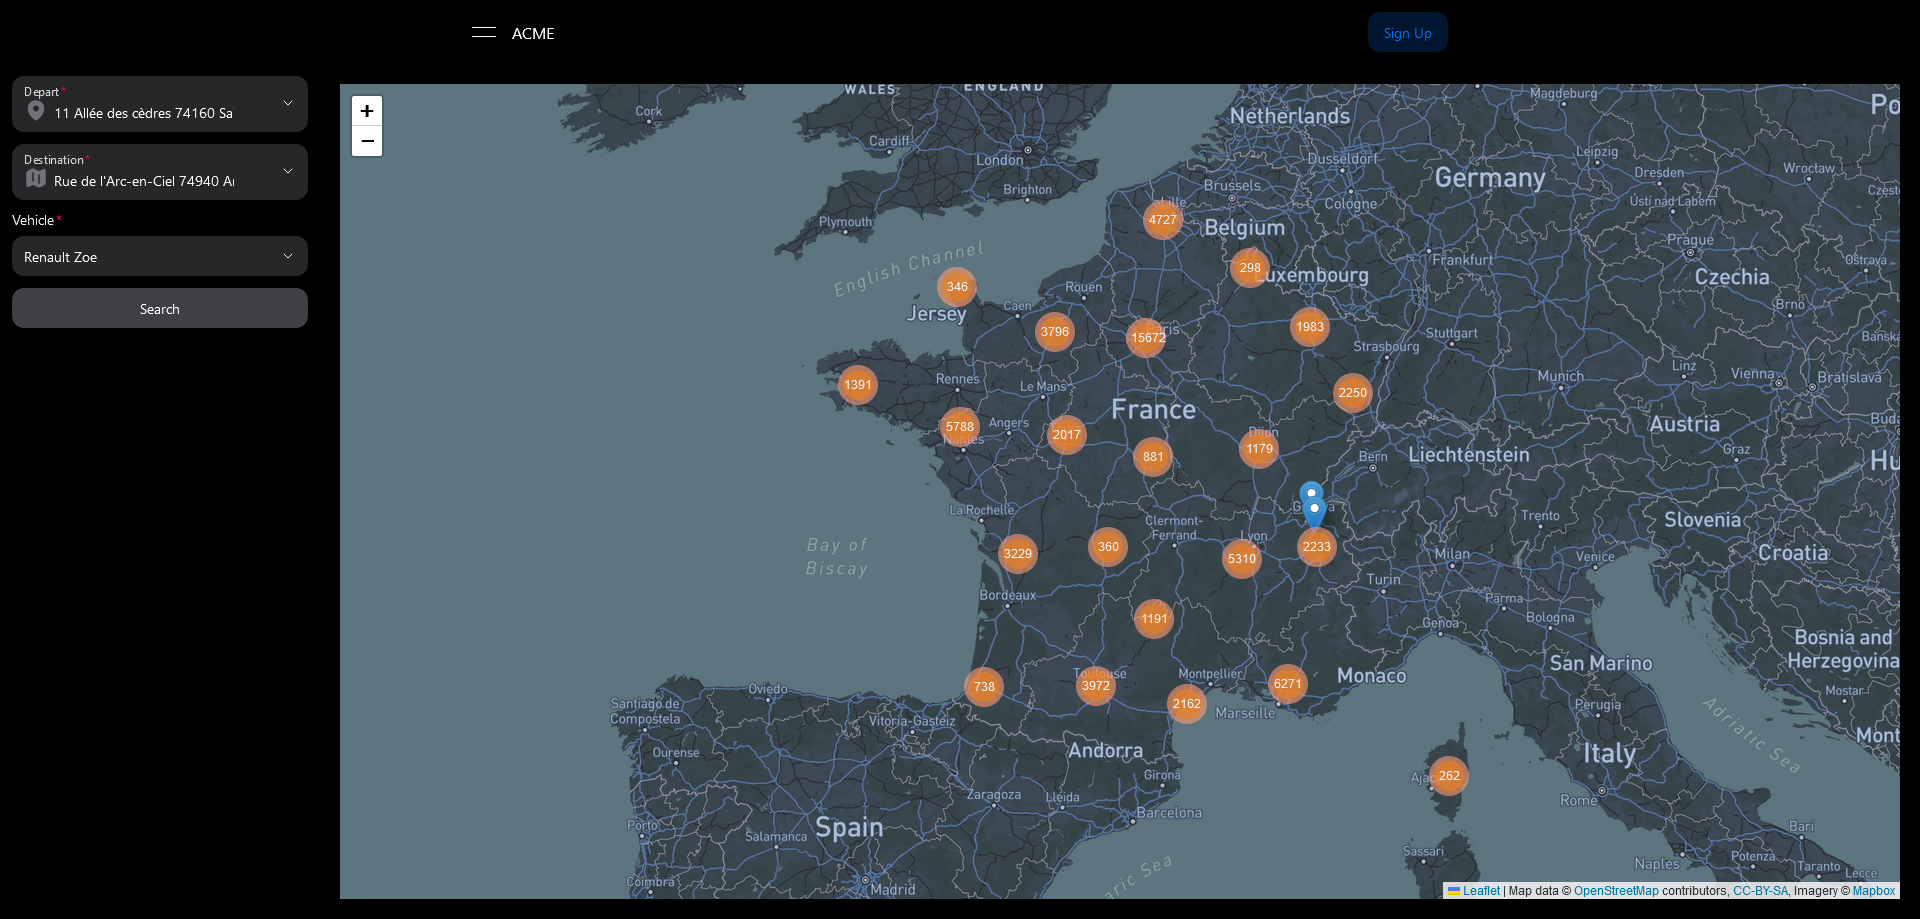 ACME
Sign Up
Depart*
11 Allée des cèdres 74160 Sa
Destination*
Rue de l'Arc-en-Ciel 74940 A
Vehicle*
Renault Zoe
Search
+
−
WALES
ENGLAND
Cork
Cardiff
London
Brighton
Plymouth
English Channel
Netherlands
Magdeburg
Po
Dusseldorf
Leipzig
Germany
Dresden
Wrocław
Brussels
Cologne
Ústí nad Labem
Często
Lille
4727
Belgium
Prague
Frankfurt
Ostrava
298
Luxembourg
Czechia
346
Rouen
Jersey
Caen
Brno
3796
15672
Paris
1983
Stuttgart
Strasbourg
Banská
1391
Rennes
Le Mans
2250
Munich
Linz
Vienna
Bratislava
France
5788
Nantes
Angers
2017
Dijon
1179
Austria
Buda
881
Bern
Liechtenstein
Graz
Hu
La Rochelle
Clermont-
Ferrand
Trento
Slovenia
Bay of
Biscay
3229
360
Lyon
5310
2233
Milan
Venice
Croatia
Turin
Bordeaux
Parma
1191
Genoa
Bologna
Bosnia and
Herzegovina
738
Toulouse
3972
Montpellier
6271
Monaco
San Marino
2162
Marseille
Mostar
Oviedo
Santiago de
Compostela
Vitoria-Gasteiz
Perugia
Adriatic Sea
Mont
Ourense
Andorra
Girona
262
Italy
Zaragoza
Lleida
Barcelona
Rome
Porto
Salamanca
Spain
Bari
Sassari
Naples
Potenza
Taranto
Lecce
Coimbra
Madrid
aric Sea
Leaflet | Map data © OpenStreetMap contributors, CC-BY-SA, Imagery © Mapbox